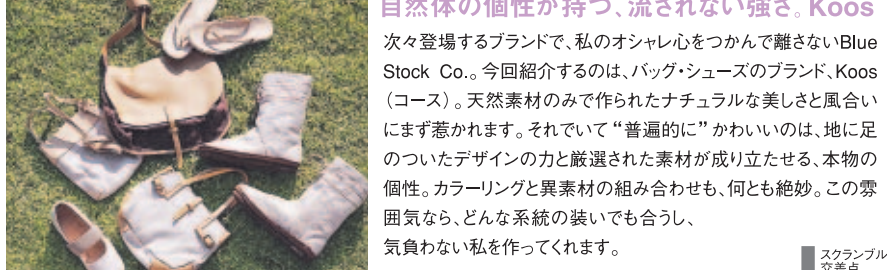 自然体の個性が持つ、流されない強さ。Koos
次々登場するブランドで、私のオシャレ心をつかんで離さないBlue
Stock Co.。今回紹介するのは、バッグ・シューズのブランド、Koos
（コース）。天然素材のみで作られたナチュラルな美しさと風合い
にまず惹かれます。それでいて“普遍的に”かわいいのは、地に足
のついたデザインの力と厳選された素材が成り立たせる、本物の
個性。カラーリングと異素材の組み合わせも、何とも絶妙。この雰
囲気なら、どんな系統の装いでも合うし、
気負わない私を作ってくれます。
スクランブル
交差点